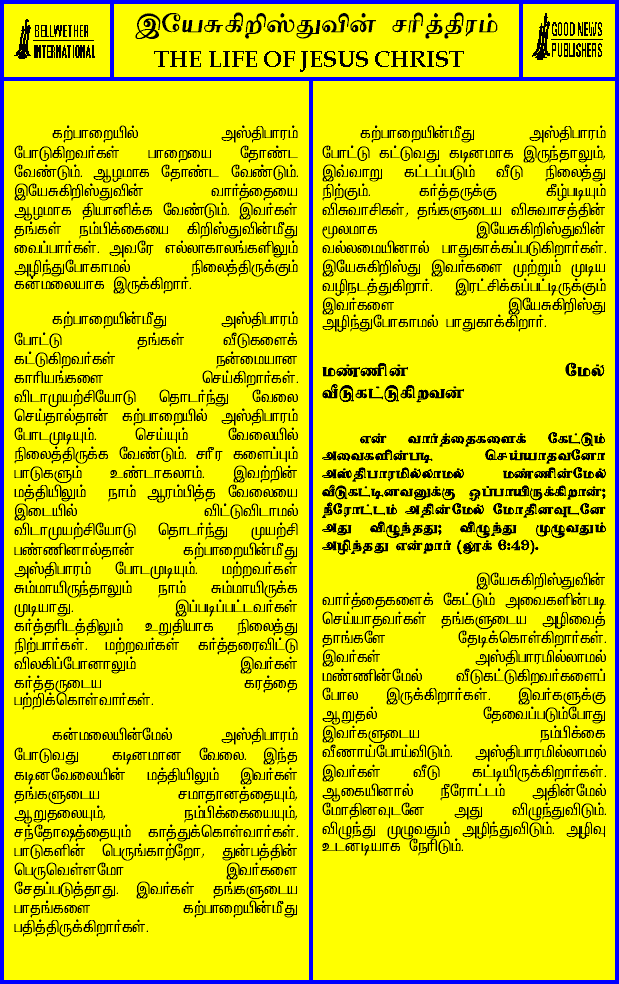 BELLWETHER
INTERNATIONAL
இயேசுகிறிஸ்துவின் சரித்திரம்
THE LIFE OF JESUS CHRIST
GOOD NEWS
PUBLISHERS
கற்பாறையில் அஸ்திபாரம்
போடுகிறவர்கள் பாறையை தோண்ட
வேண்டும். ஆழமாக தோண்ட வேண்டும்.
இயேசுகிறிஸ்துவின் வார்த்தையை
ஆழமாக தியானிக்க வேண்டும். இவர்கள்
தங்கள் நம்பிக்கையை கிறிஸ்துவின்மீது
வைப்பார்கள். அவரே எல்லாகாலங்களிலும்
அழிந்துபோகாமல் நிலைத்திருக்கும்
கன்மலையாக இருக்கிறார்.
கற்பாறையின்மீது அஸ்திபாரம்
போட்டு தங்கள் வீடுகளைக்
கட்டுகிறவர்கள் நன்மையான
காரியங்களை செய்கிறார்கள்.
விடாமுயற்சியோடு தொடர்ந்து வேலை
செய்தால்தான் கற்பாறையில் அஸ்திபாரம்
போடமுடியும். செய்யும் வேலையில்
நிலைத்திருக்க வேண்டும். சரீர களைப்பும்
பாடுகளும் உண்டாகலாம். இவற்றின்
மத்தியிலும் நாம் ஆரம்பித்த வேலையை
இடையில் விட்டுவிடாமல்
விடாமுயற்சியோடு தொடர்ந்து முயற்சி
பண்ணினால்தான் கற்பாறையின்மீது
அஸ்திபாரம் போடமுடியும். மற்றவர்கள்
சும்மாயிருந்தாலும் நாம் சும்மாயிருக்க
முடியாது. இப்படிப்பட்டவர்கள்
கர்த்தரிடத்திலும் உறுதியாக நிலைத்து
நிற்பார்கள். மற்றவர்கள் கர்த்தரைவிட்டு
விலகிப்போனாலும் இவர்கள்
கர்த்தருடைய கரத்தை
பற்றிக்கொள்வார்கள்.
கன்மலையின்மேல் அஸ்திபாரம்
போடுவது கடினமான வேலை. இந்த
கடினவேலையின் மத்தியிலும் இவர்கள்
தங்களுடைய சமாதானத்தையும்,
ஆறுதலையும், நம்பிக்கையையும்,
சந்தோஷத்தையும் காத்துக்கொள்வார்கள்.
பாடுகளின் பெருங்காற்றோ, துன்பத்தின்
பெருவெள்ளமோ இவர்களை
சேதப்படுத்தாது. இவர்கள் தங்களுடைய
பாதங்களை கற்பாறையின்மீது
பதித்திருக்கிறார்கள்.
கற்பாறையின்மீது அஸ்திபாரம்
போட்டு கட்டுவது கடினமாக இருந்தாலும்,
இவ்வாறு கட்டப்படும் வீடு நிலைத்து
நிற்கும். கர்த்தருக்கு கீழ்படியும்
விசுவாசிகள், தங்களுடைய விசுவாசத்தின்
மூலமாக இயேசுகிறிஸ்துவின்
வல்லமையினால் பாதுகாக்கப்படுகிறார்கள்.
இயேசுகிறிஸ்து இவர்களை முற்றும் முடிய
வழிநடத்துகிறார். இரட்சிக்கப்பட்டிருக்கும்
இவர்களை இயேசுகிறிஸ்து
அழிந்துபோகாமல் பாதுகாக்கிறார்.
மண்ணின் மேல்
வீடுகட்டுகிறவன்
என் வார்த்தைகளைக் கேட்டும்
அவைகளின்படி செய்யாதவனோ
அஸ்திபாரமில்லாமல் மண்ணின்மேல்
வீடுகட்டினவனுக்கு ஒப்பாயிருக்கிறான்;
நீரோட்டம் அதின்மேல் மோதினவுடனே
அது விழுந்தது; விழுந்து முழுவதும்
அழிந்தது என்றார் (லூக் 6:49).
இயேசுகிறிஸ்துவின்
வார்த்தைகளைக் கேட்டும் அவைகளின்படி
செய்யாதவர்கள் தங்களுடைய அழிவைத்
தாங்களே தேடிக்கொள்கிறார்கள்.
இவர்கள் அஸ்திபாரமில்லாமல்
மண்ணின்மேல் வீடுகட்டுகிறவர்களைப்
போல இருக்கிறார்கள். இவர்களுக்கு
ஆறுதல் தேவைப்படும்போது
இவர்களுடைய நம்பிக்கை
வீணாய்போய்விடும். அஸ்திபாரமில்லாமல்
இவர்கள் வீடு கட்டியிருக்கிறார்கள்.
ஆகையினால் நீரோட்டம் அதின்மேல்
மோதினவுடனே அது விழுந்துவிடும்.
விழுந்து முழுவதும் அழிந்துவிடும். அழிவு
உடனடியாக நேரிடும்.